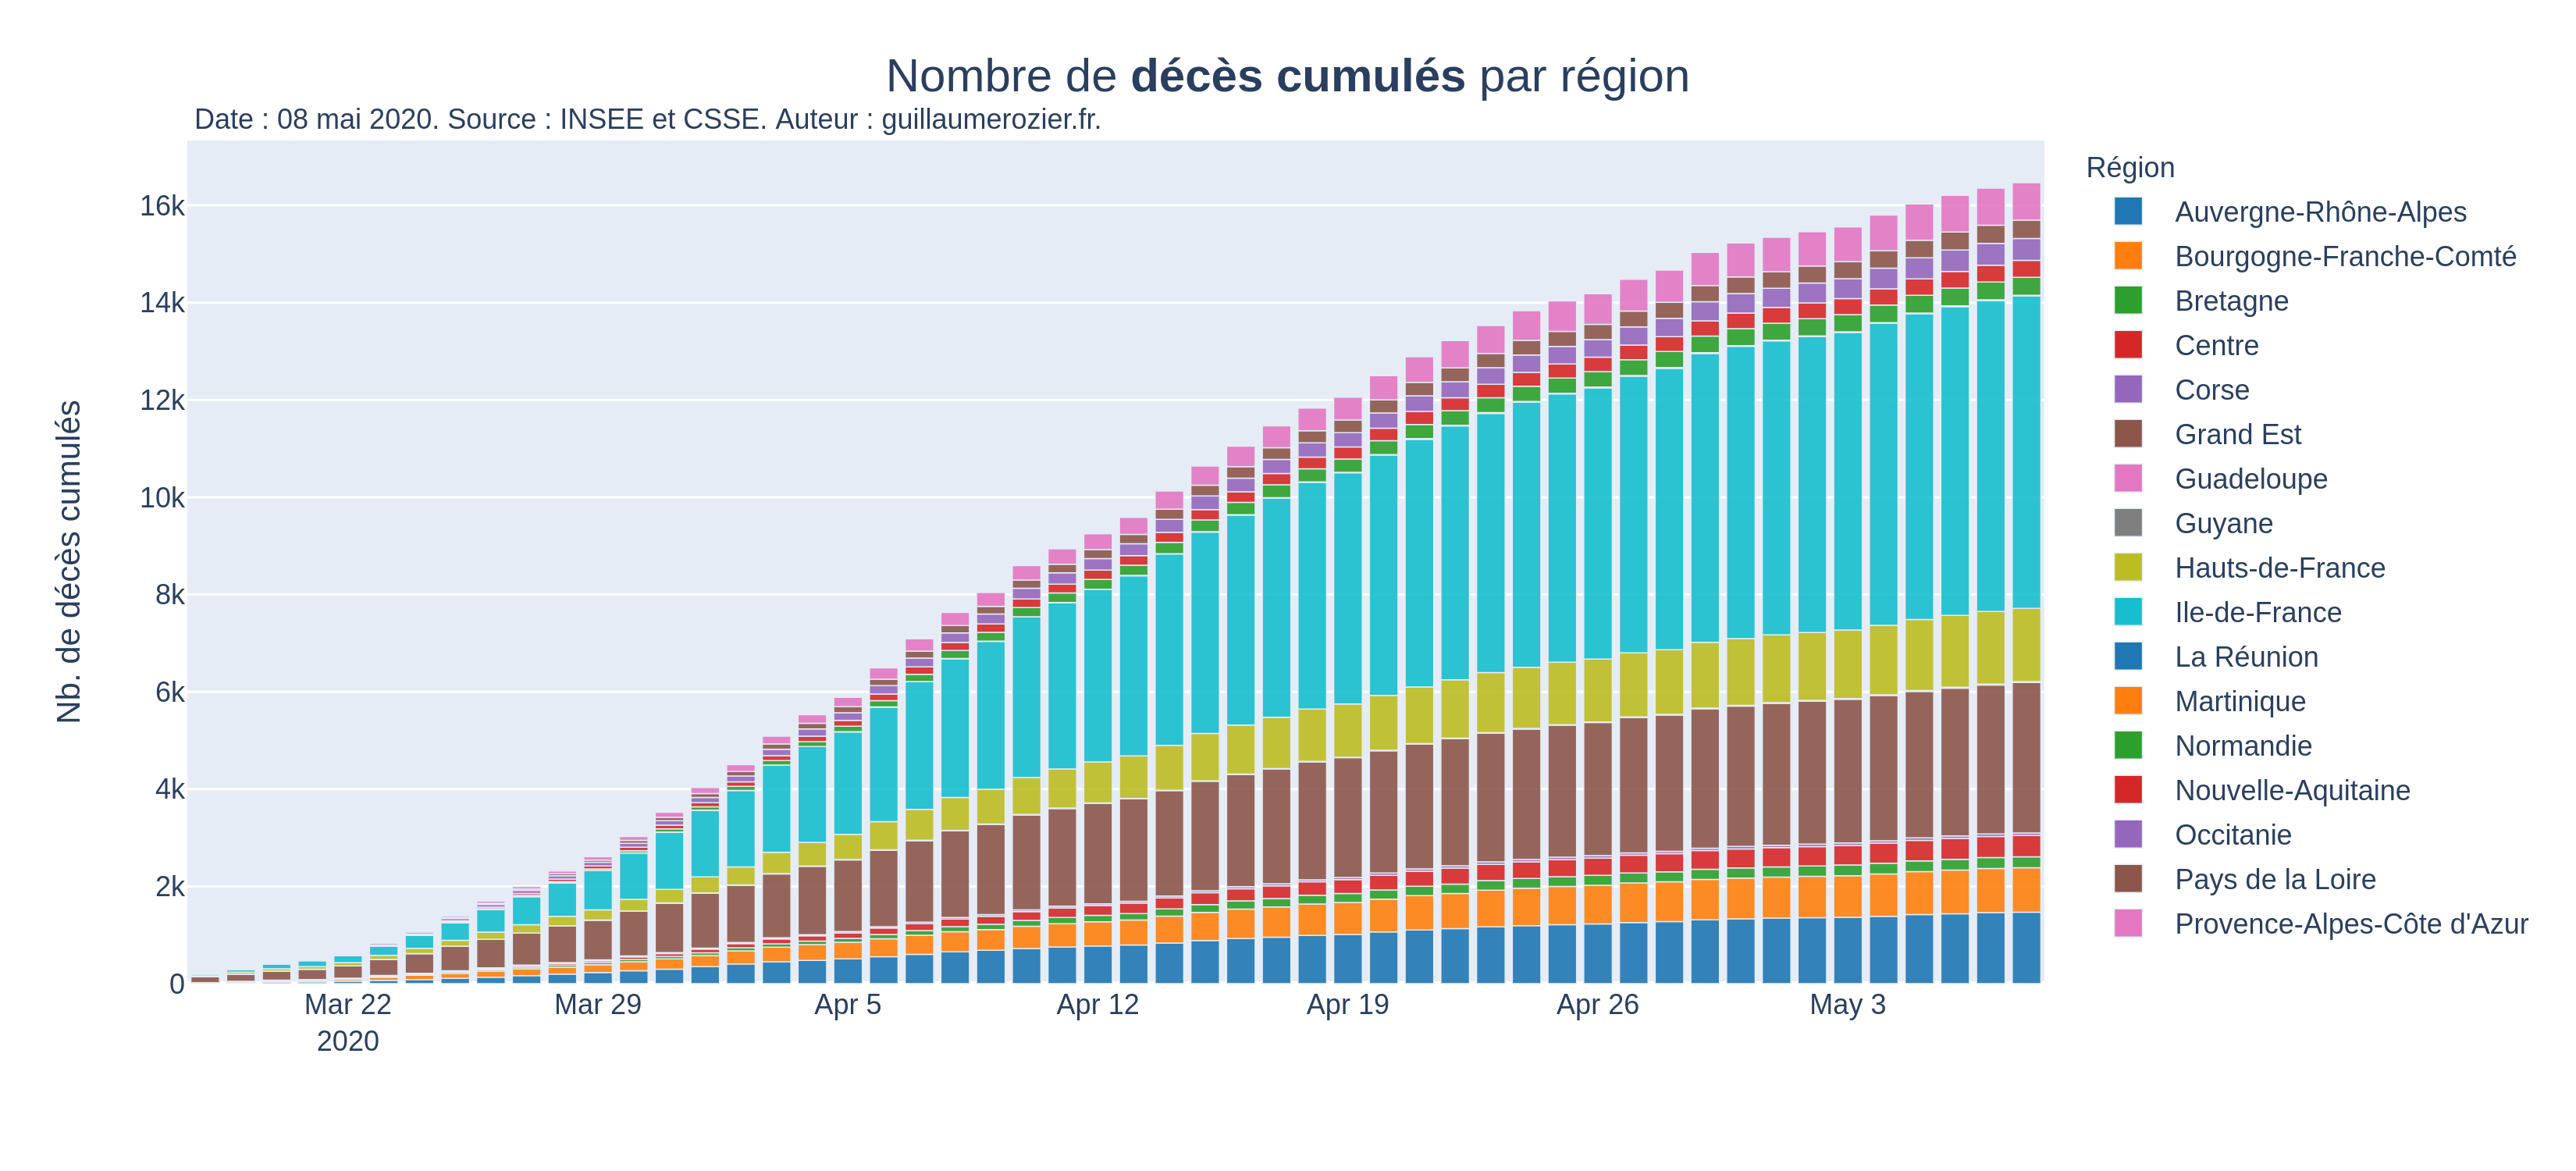 Nombre de décès cumulés par région
Date : 08 mai 2020. Source : INSEE et CSSE. Auteur : guillaumerozier.fr.
Nb. de décès cumulés
16k
14k
12k
10k
8k
6k
4k
2k
0
Mar 22
2020
Mar 29
Apr 5
Apr 12
Apr 19
Apr 26
May 3
Région
Auvergne-Rhône-Alpes
Bourgogne-Franche-Comté
Bretagne
Centre
Corse
Grand Est
Guadeloupe
Guyane
Hauts-de-France
Ile-de-France
La Réunion
Martinique
Normandie
Nouvelle-Aquitaine
Occitanie
Pays de la Loire
Provence-Alpes-Côte d'Azur